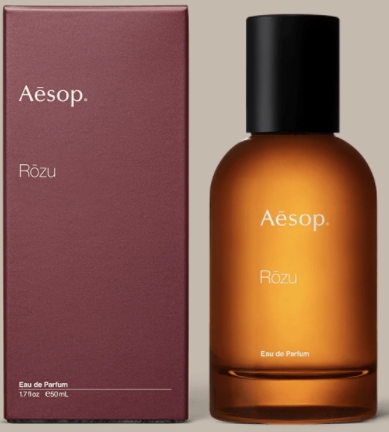 Aēsop.
Rōzu
Eau de Parfum
1.7 fl oz ℮50 mL
Aēsop.
Rōzu
Eau de Parfum